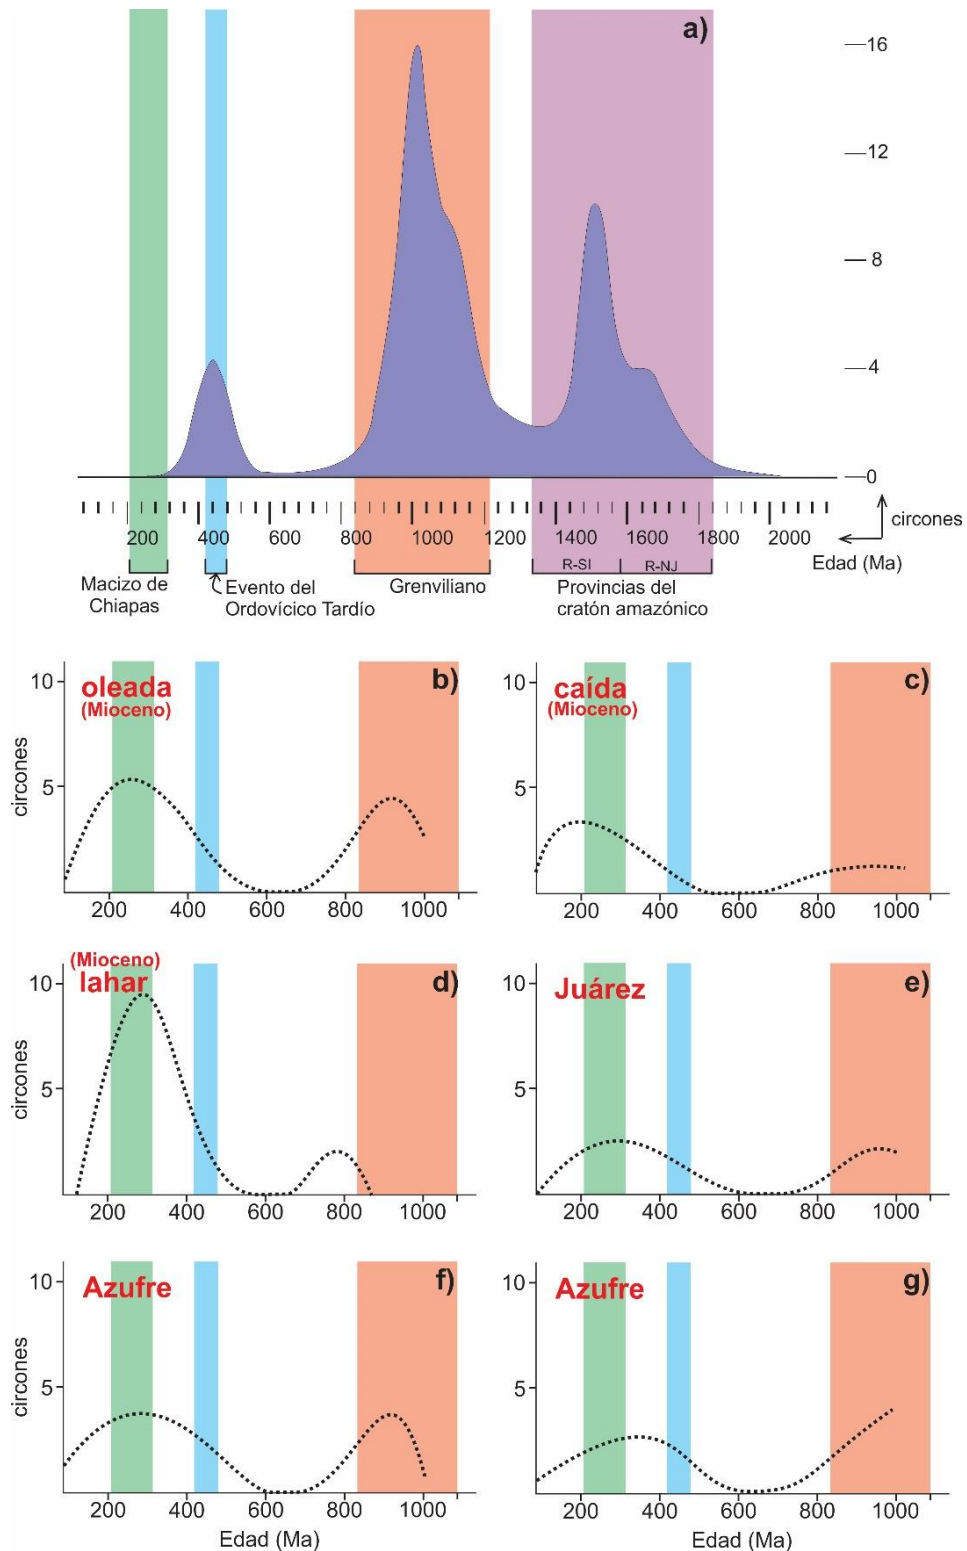 a)
16
12
8
4
0
circones
Edad (Ma)
200 400 600 800 1000 1200 1400 1600 1800 2000
R-SI R-NJ
Macizo de
Chiapas
Evento del
Ordovícico Tardío
Grenviliano
Provincias del
cratón amazónico
oleada
(Mioceno)
b)
10
5
circones
200 400 600 800 1000
caída
(Mioceno)
c)
10
5
200 400 600 800 1000
(Mioceno)
lahar
d)
10
5
circones
200 400 600 800 1000
Juárez
e)
10
5
200 400 600 800 1000
Azufre
f)
10
5
circones
200 400 600 800 1000
Edad (Ma)
Azufre
g)
10
5
200 400 600 800 1000
Edad (Ma)